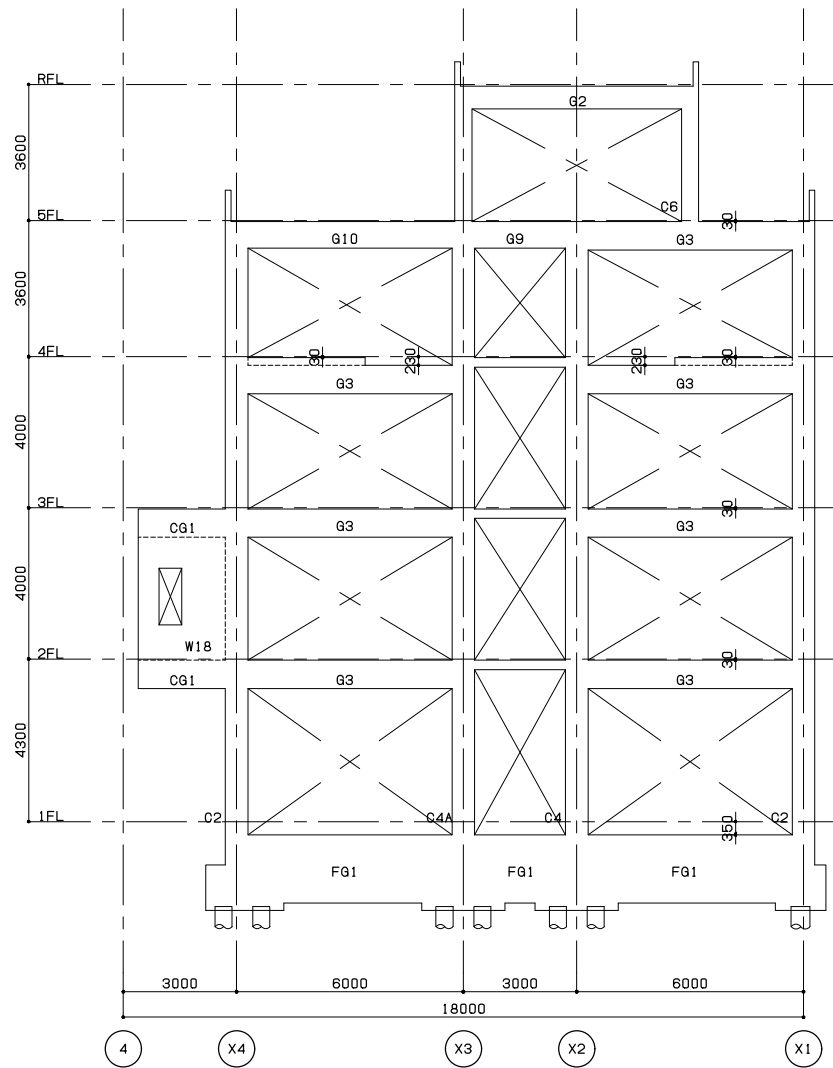 RFL
G2
3600
C6
5FL
30
G10 G9 G3
3600
4FL
30 230 230 30
G3 G3
4000
3FL
30
CG1 G3 G3
4000
W18
2FL
30
CG1 G3 G3
4300
1FL
C2 C4A C4 C2
350
FG1 FG1 FG1
3000 6000 3000 6000
18000
4 X4 X3 X2 X1